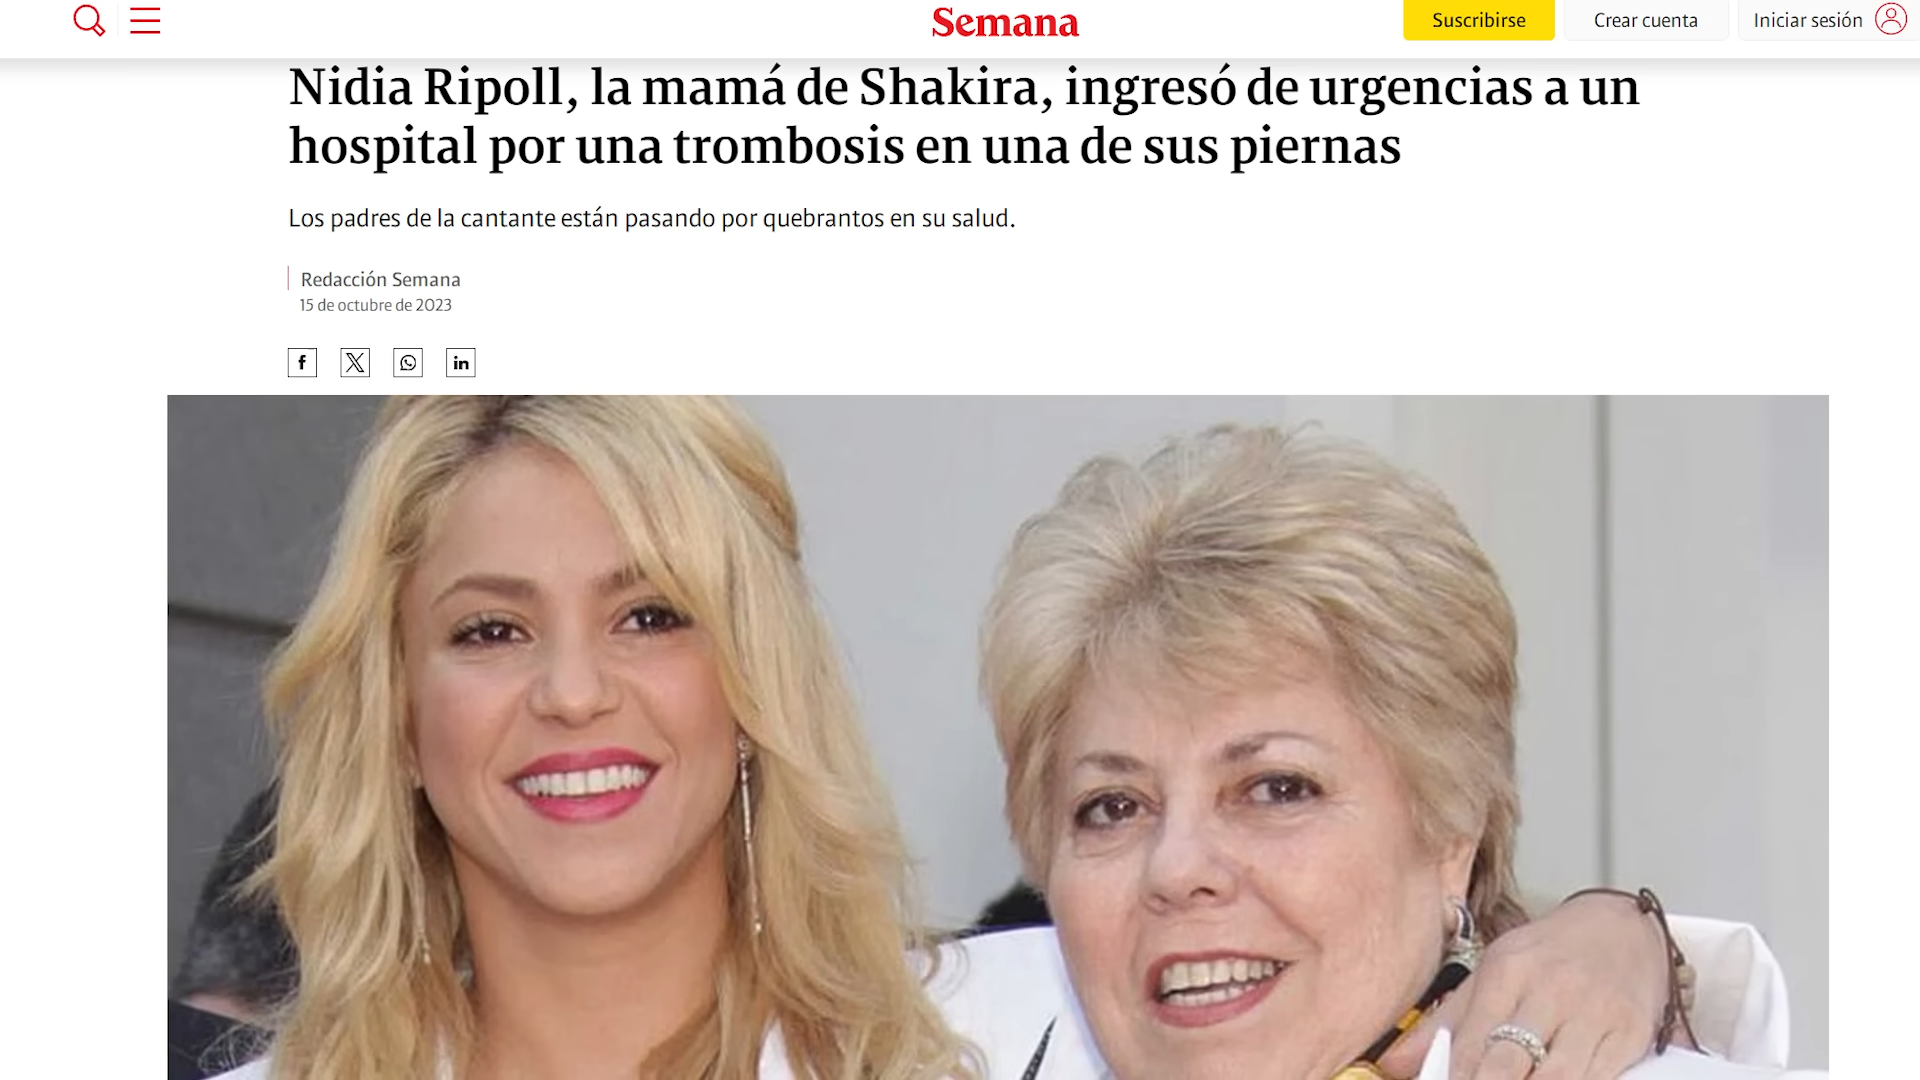 Semana
Suscribirse
Crear cuenta
Iniciar sesión
Nidia Ripoll, la mamá de Shakira, ingresó de urgencias a un
hospital por una trombosis en una de sus piernas
Los padres de la cantante están pasando por quebrantos en su salud.
Redacción Semana
15 de octubre de 2023